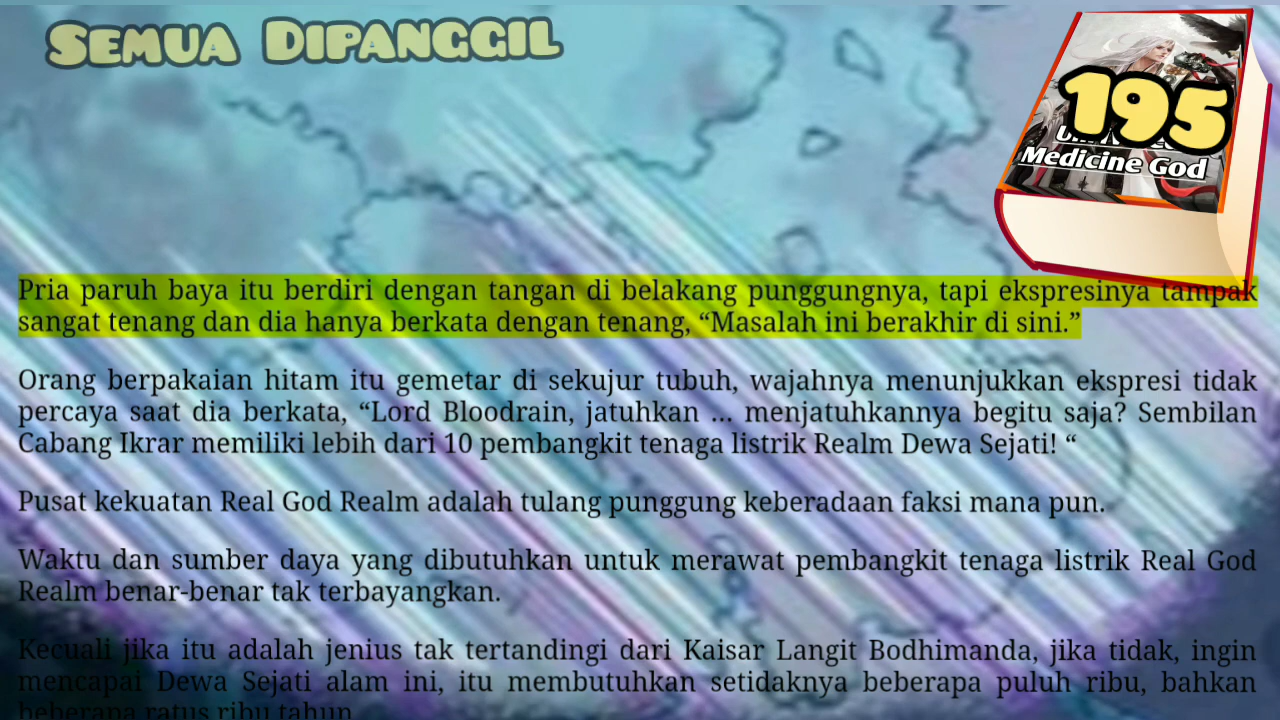 Semua Dipanggil
195
Medicine God
Pria paruh baya itu berdiri dengan tangan di belakang punggungnya, tapi ekspresinya tampak
sangat tenang dan dia hanya berkata dengan tenang, “Masalah ini berakhir di sini.”
Orang berpakaian hitam itu gemetar di sekujur tubuh, wajahnya menunjukkan ekspresi tidak
percaya saat dia berkata, “Lord Bloodrain, jatuhkan ... menjatuhkannya begitu saja? Sembilan
Cabang Ikrar memiliki lebih dari 10 pembangkit tenaga listrik Realm Dewa Sejati! “
Pusat kekuatan Real God Realm adalah tulang punggung keberadaan faksi mana pun.
Waktu dan sumber daya yang dibutuhkan untuk merawat pembangkit tenaga listrik Real God
Realm benar-benar tak terbayangkan.
Kecuali jika itu adalah jenius tak tertandingi dari Kaisar Langit Bodhimanda, jika tidak, ingin
mencapai Dewa Sejati alam ini, itu membutuhkan setidaknya beberapa puluh ribu, bahkan
beberapa ratus ribu tahun